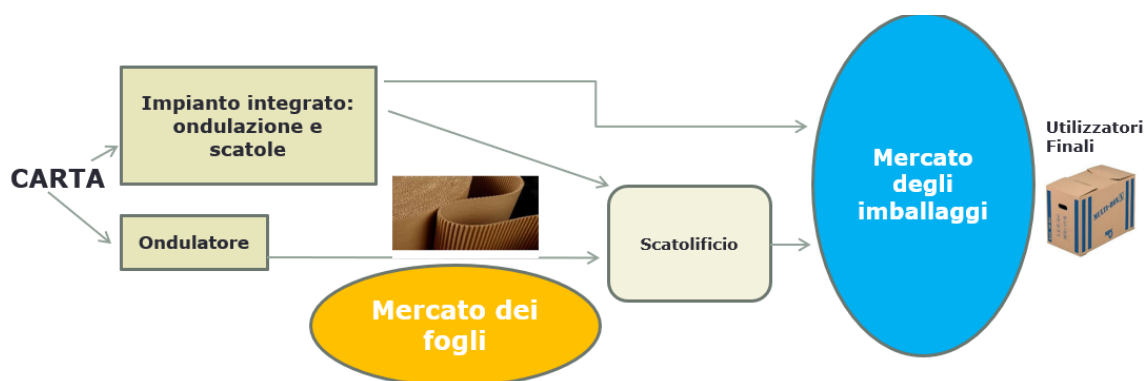 CARTA
Impianto integrato:
ondulazione e
scatole
Ondulatore
Mercato dei
fogli
Scatolificio
Mercato
degli
imballaggi
Utilizzatori
Finali